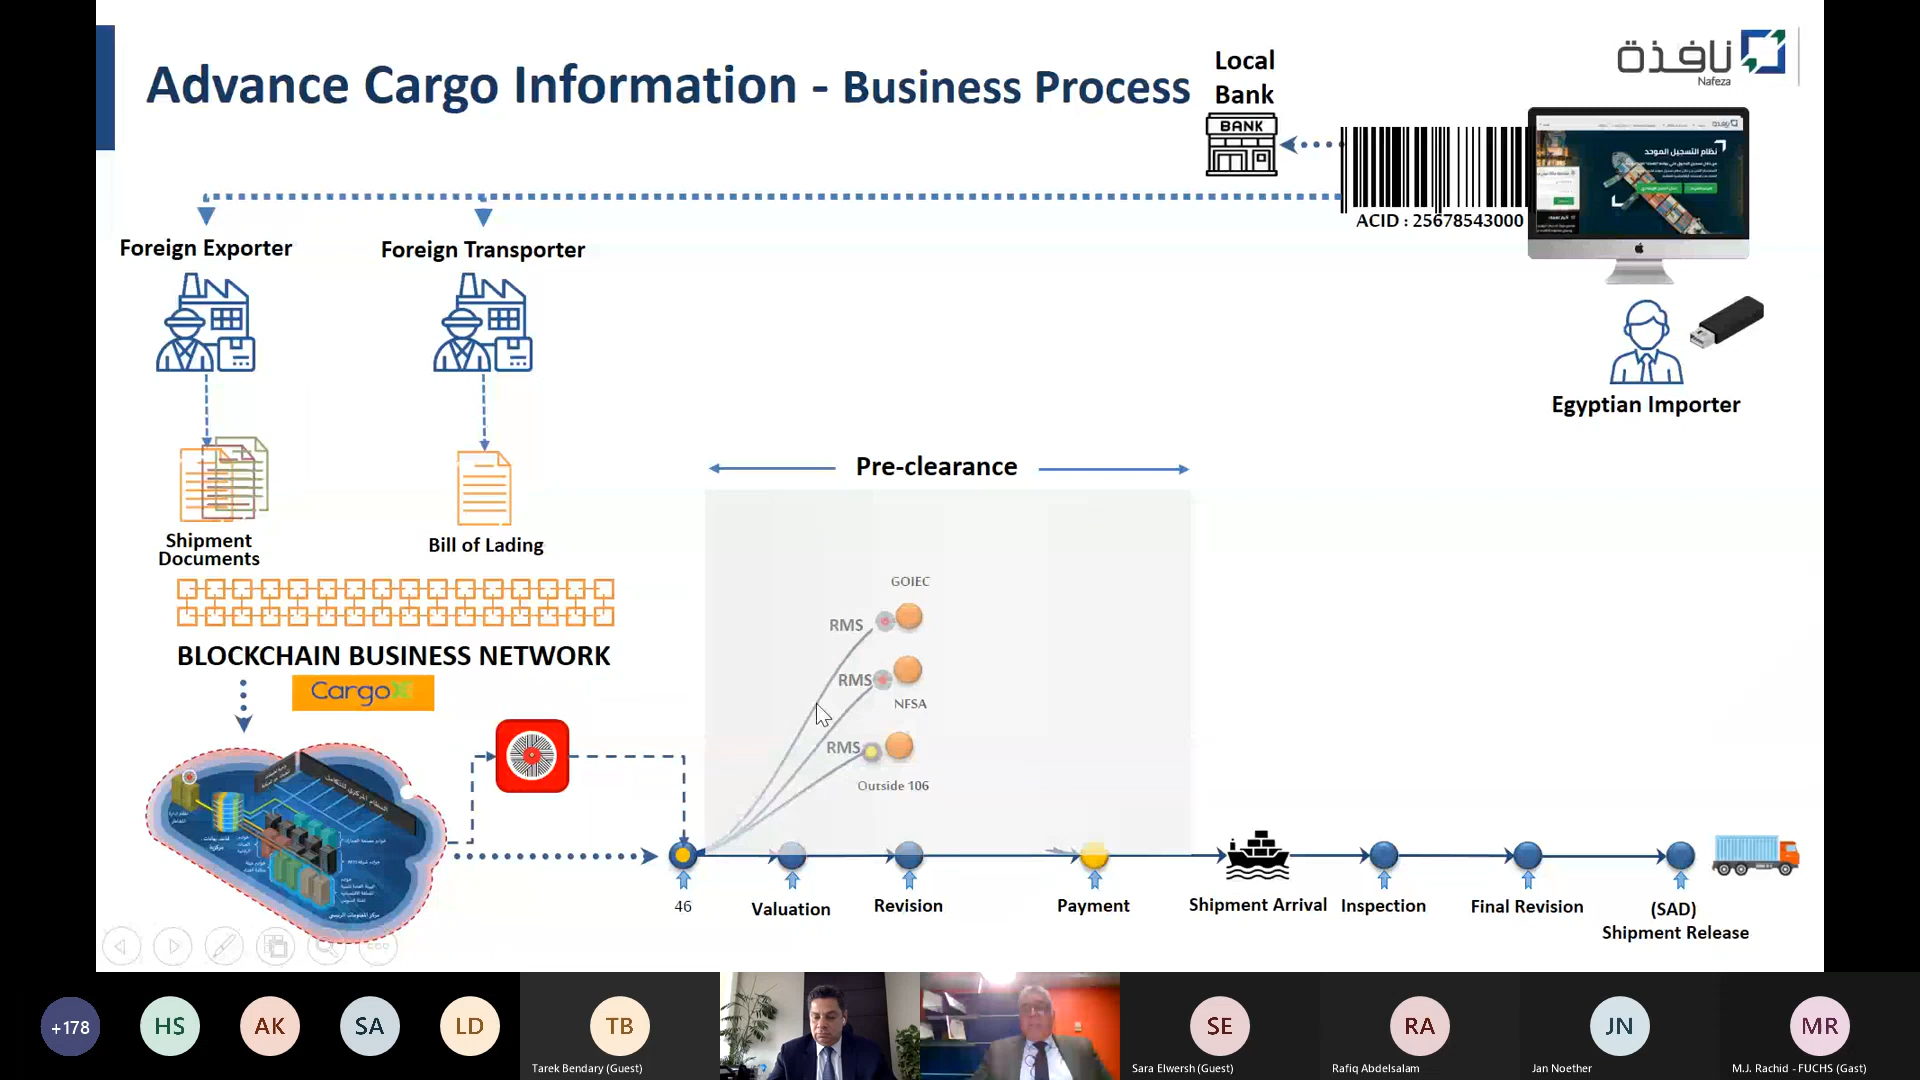 Advance Cargo Information - Business Process
Local
Bank
BANK
نافذة
Nafeza
نظام التسجيل الموحد
ACID : 25678543000
Foreign Exporter
Foreign Transporter
Egyptian Importer
Pre-clearance
Shipment
Documents
Bill of Lading
GOIEC
RMS
RMS
NFSA
RMS
Outside 106
BLOCKCHAIN BUSINESS NETWORK
CargoX
46
Valuation
Revision
Payment
Shipment Arrival
Inspection
Final Revision
(SAD)
Shipment Release
+178
HS
AK
SA
LD
TB
Tarek Bendary (Guest)
SE
Sara Elwersh (Guest)
RA
Rafiq Abdelsalam
JN
Jan Noether
MR
M.J. Rachid - FUCHS (Gast)